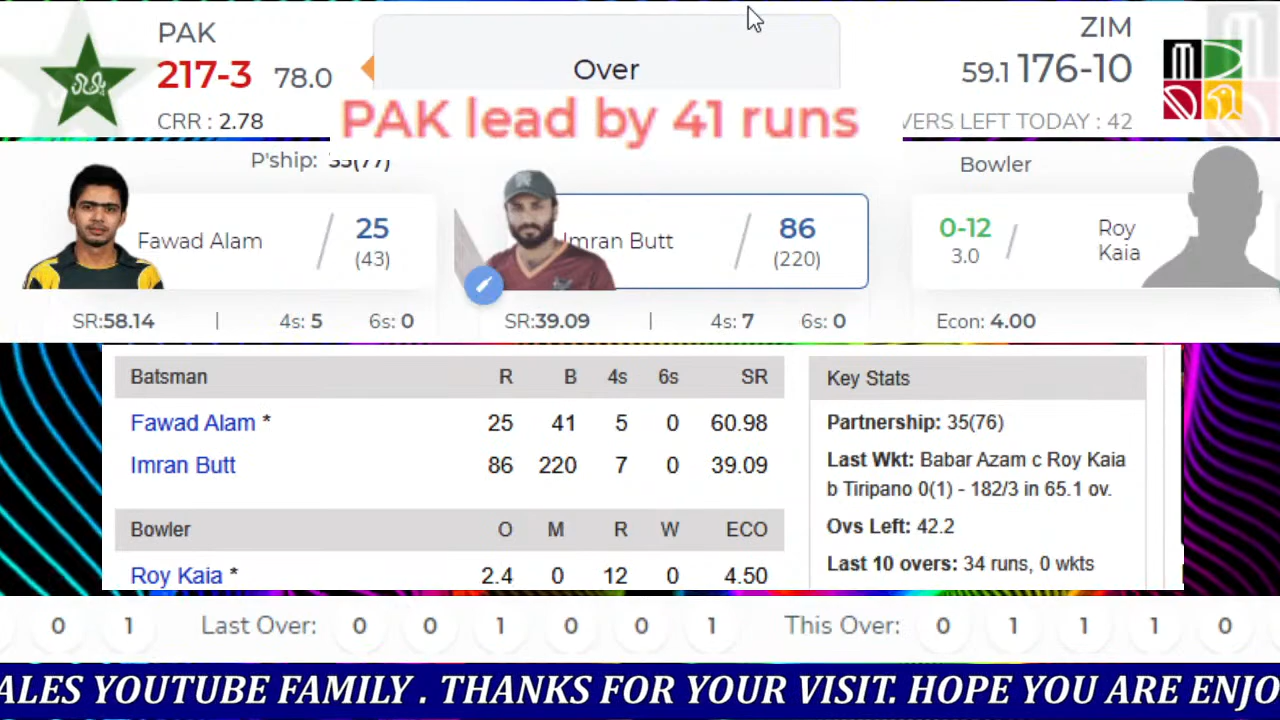 PAK
217-3 78.0
CRR : 2.78
Over
PAK lead by 41 runs
ZIM
59.1 176-10
VERS LEFT TODAY : 42
P'ship: 35(77)
Fawad Alam
25
(43)
SR:58.14 | 4s: 5 6s: 0
Imran Butt
86
(220)
SR:39.09 | 4s: 7 6s: 0
Bowler
0-12
3.0
Roy
Kaia
Econ: 4.00
Batsman R B 4s 6s SR
Fawad Alam * 25 41 5 0 60.98
Imran Butt 86 220 7 0 39.09
Bowler O M R W ECO
Roy Kaia * 2.4 0 12 0 4.50
Key Stats
Partnership: 35(76)
Last Wkt: Babar Azam c Roy Kaia
b Tiripano 0(1) - 182/3 in 65.1 ov.
Ovs Left: 42.2
Last 10 overs: 34 runs, 0 wkts
0 1 Last Over: 0 0 1 0 0 1 This Over: 0 1 1 1 0
ALES YOUTUBE FAMILY . THANKS FOR YOUR VISIT. HOPE YOU ARE ENJO